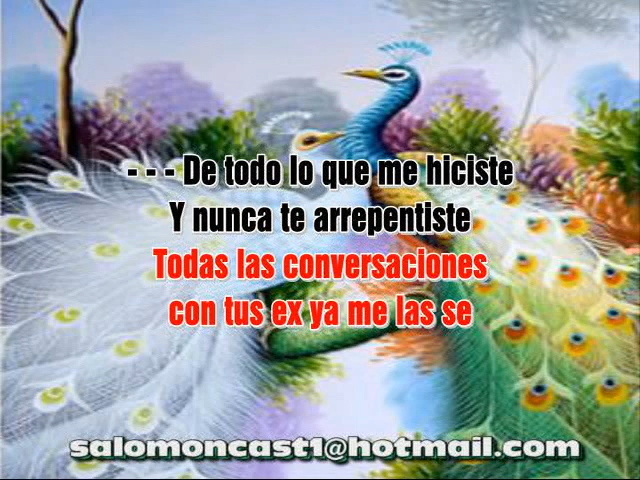 - - - De todo lo que me hiciste
Y nunca te arrepentiste
Todas las conversaciones
con tus ex ya me las se
salomoncast1@hotmail.com